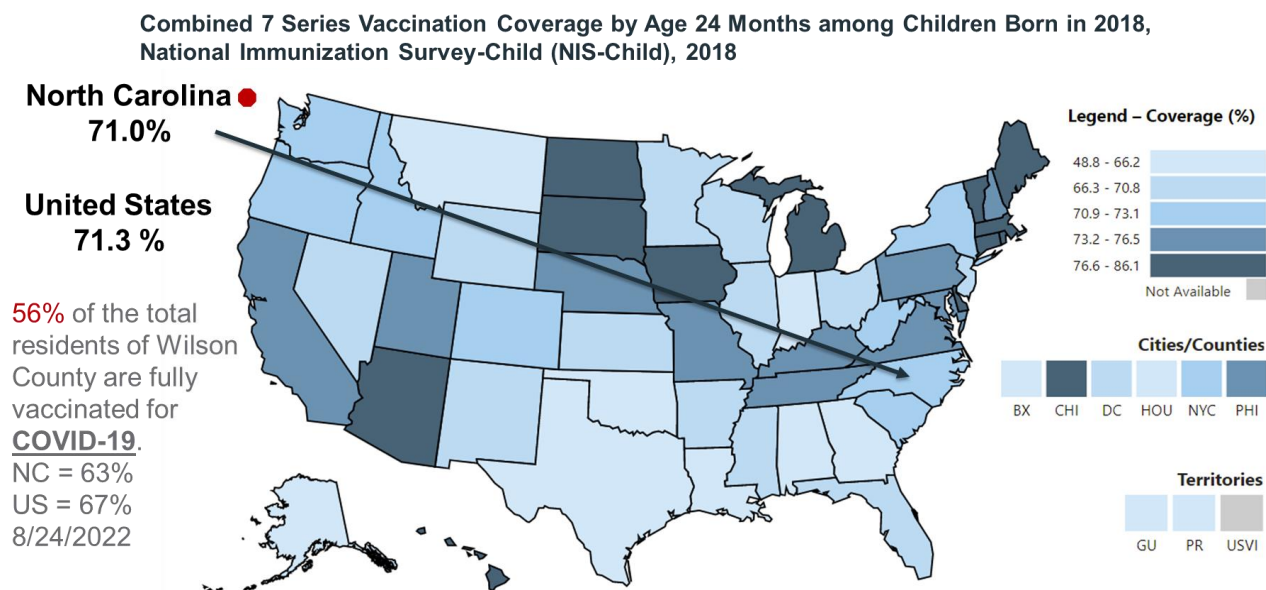 Combined 7 Series Vaccination Coverage by Age 24 Months among Children Born in 2018,
National Immunization Survey-Child (NIS-Child), 2018
North Carolina
71.0%
United States
71.3 %
56% of the total
residents of Wilson
County are fully
vaccinated for
COVID-19.
NC = 63%
US = 67%
8/24/2022
Legend – Coverage (%)
48.8 - 66.2
66.3 - 70.8
70.9 - 73.1
73.2 - 76.5
76.6 - 86.1
Not Available
Cities/Counties
BX CHI DC HOU NYC PHI
Territories
GU PR USVI